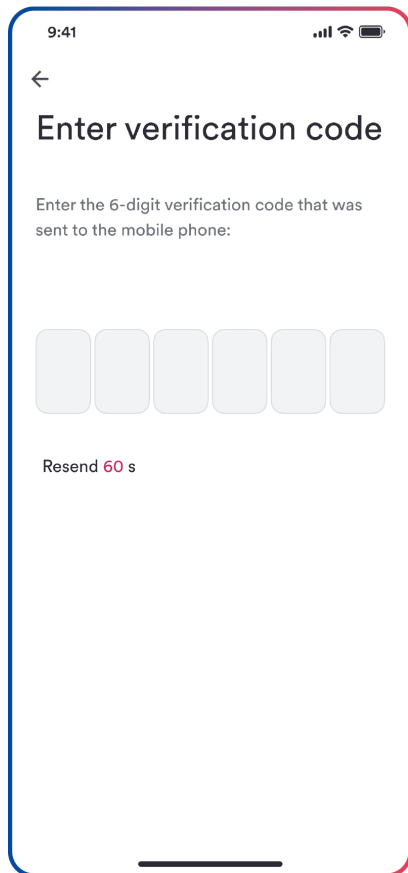 9:41
Enter verification code
Enter the 6-digit verification code that was
sent to the mobile phone:
Resend 60 s